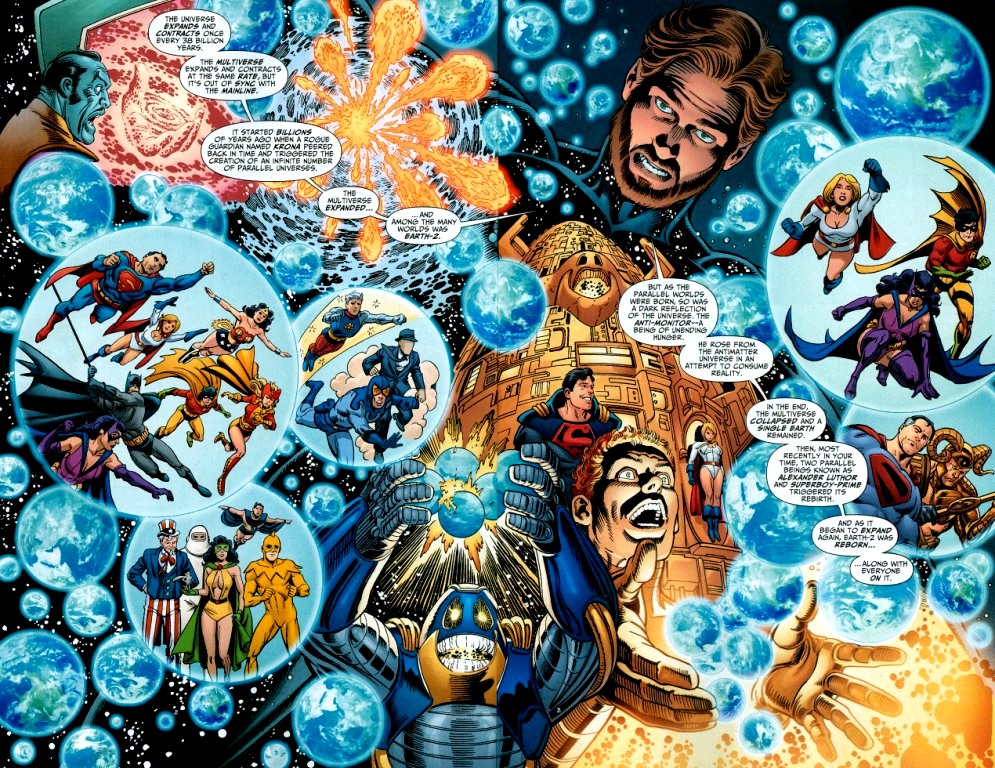 THE UNIVERSE
EXPANDS AND
CONTRACTS ONCE
EVERY 38 BILLION
YEARS.
THE MULTIVERSE
EXPANDS AND CONTRACTS
AT THE SAME RATE, BUT
IT'S OUT OF SYNC WITH
THE MAINLINE.
IT STARTED BILLIONS
OF YEARS AGO WHEN A ROGUE
GUARDIAN NAMED KRONA PEERED
BACK IN TIME AND TRIGGERED THE
CREATION OF AN INFINITE NUMBER
OF PARALLEL UNIVERSES.
THE
MULTIVERSE
EXPANDED...
...AND
AMONG THE MANY
WORLDS WAS
EARTH-2.
BUT AS THE
PARALLEL WORLDS
WERE BORN, SO WAS
A DARK REFLECTION
OF THE UNIVERSE. THE
ANTI-MONITOR--A
BEING OF UNENDING
HUNGER.
HE ROSE FROM
THE ANTIMATTER
UNIVERSE IN AN
ATTEMPT TO CONSUME
REALITY.
IN THE END,
THE MULTIVERSE
COLLAPSED AND A
SINGLE EARTH
REMAINED.
THEN, MOST
RECENTLY IN YOUR
TIME, TWO PARALLEL
BEINGS KNOWN AS
ALEXANDER LUTHOR
AND SUPERBOY-PRIME
TRIGGERED ITS
REBIRTH.
AND AS IT
BEGAN TO EXPAND
AGAIN, EARTH-2 WAS
REBORN...
...ALONG WITH
EVERYONE
ON IT.